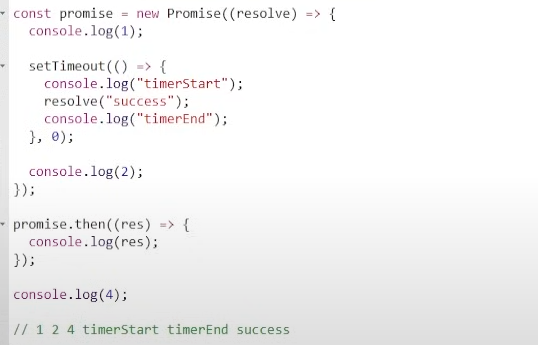 const promise = new Promise((resolve) => {
console.log(1);
setTimeout(() => {
console.log("timerStart");
resolve("success");
console.log("timerEnd");
}, 0);
console.log(2);
});
promise.then((res) => {
console.log(res);
});
console.log(4);
// 1 2 4 timerStart timerEnd success